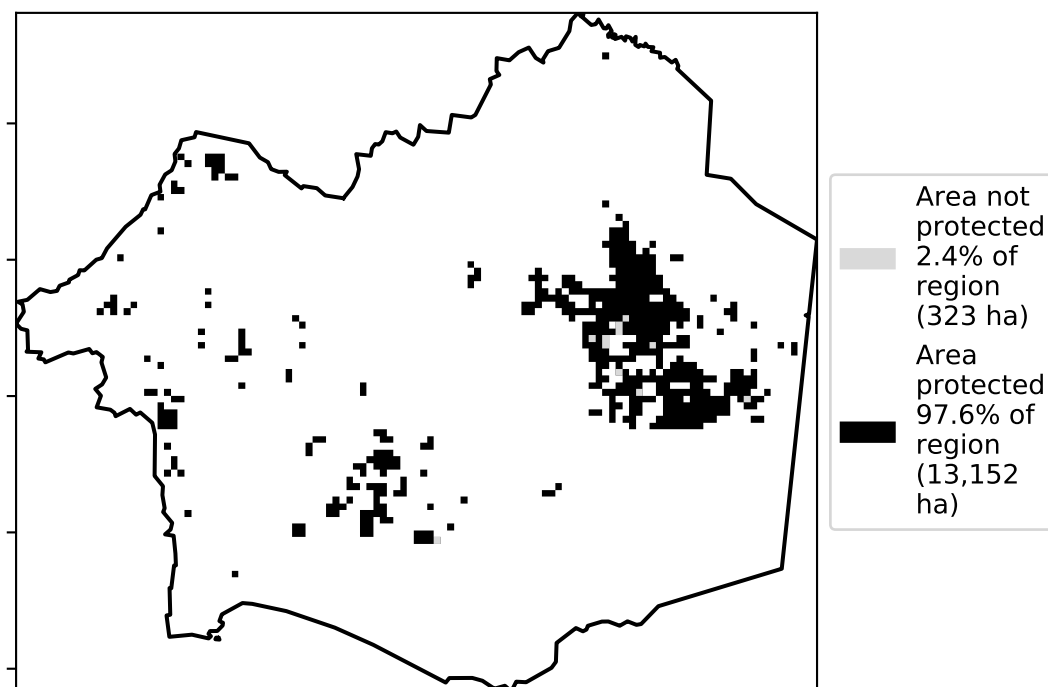 Area not
protected
2.4% of
region
(323 ha)
Area
protected
97.6% of
region
(13,152
ha)